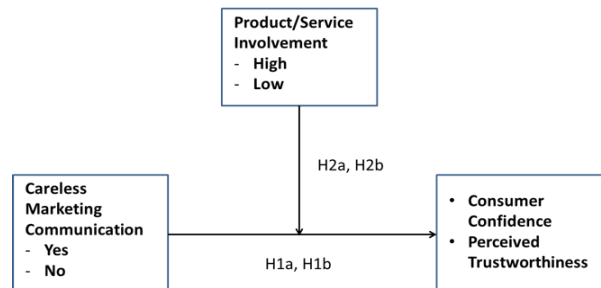 Product/Service
Involvement
- High
- Low
H2a, H2b
Careless
Marketing
Communication
- Yes
- No
H1a, H1b
• Consumer
Confidence
• Perceived
Trustworthiness